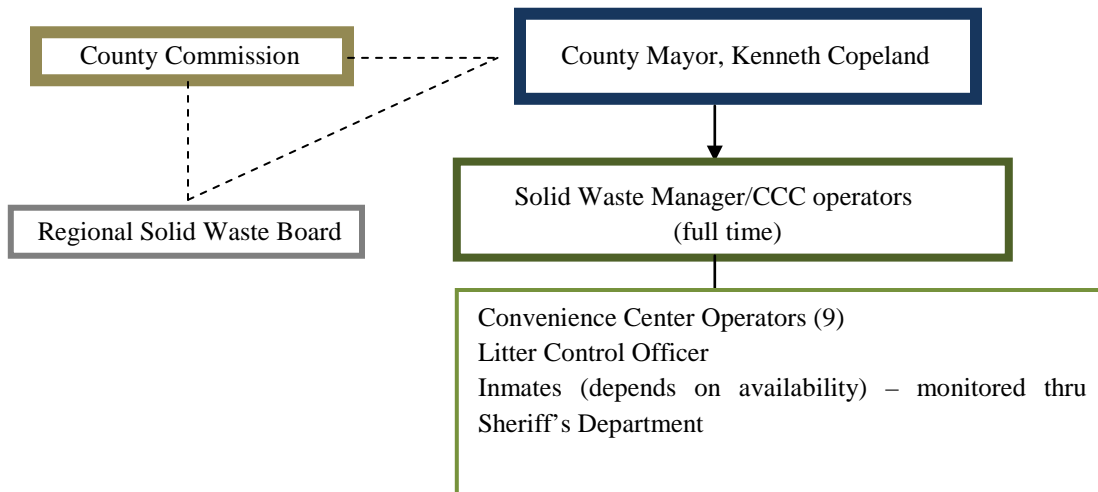 County Commission
County Mayor, Kenneth Copeland
Regional Solid Waste Board
Solid Waste Manager/CCC operators
(full time)
Convenience Center Operators (9)
Litter Control Officer
Inmates (depends on availability) – monitored thru
Sheriff’s Department